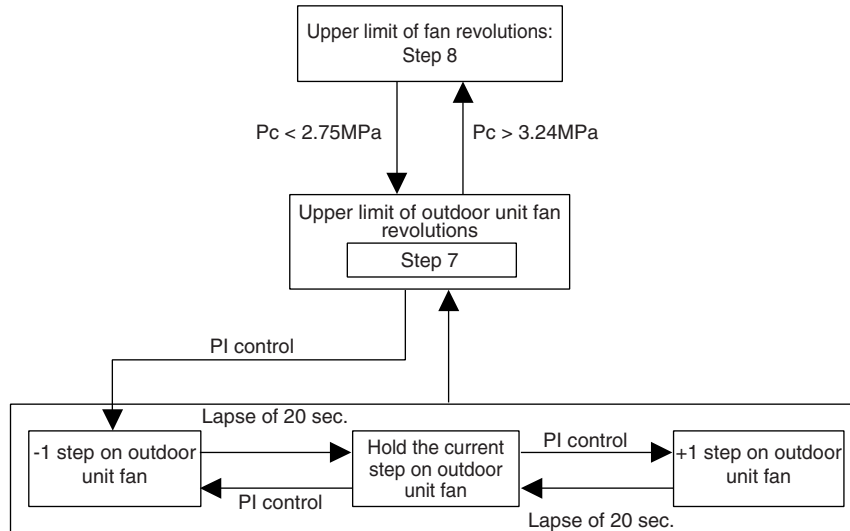 Upper limit of fan revolutions:
Step 8
Pc < 2.75MPa
Pc > 3.24MPa
Upper limit of outdoor unit fan
revolutions
Step 7
PI control
Lapse of 20 sec.
-1 step on outdoor
unit fan
Hold the current
step on outdoor
unit fan
PI control
+1 step on outdoor
unit fan
PI control
Lapse of 20 sec.